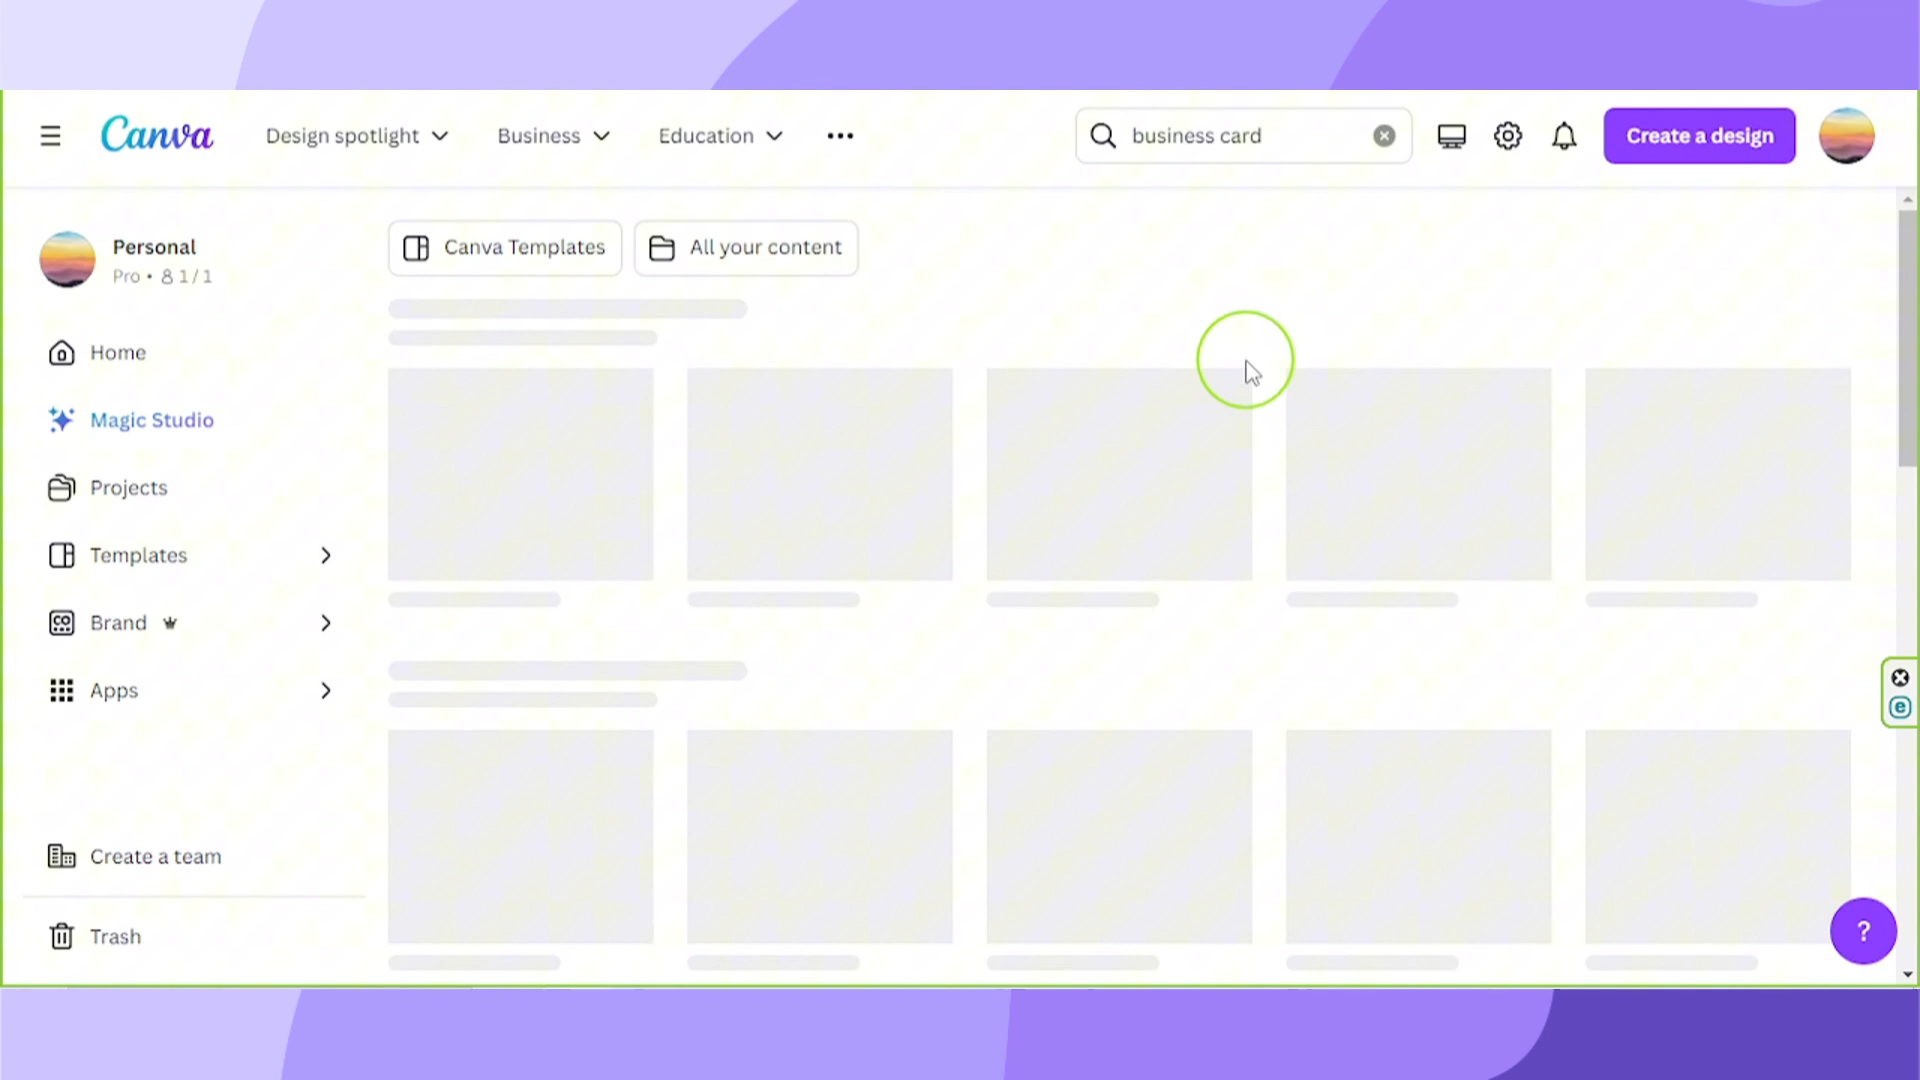 Canva
Design spotlight
Business
Education
business card
Create a design
Personal
Pro • 1/1
Canva Templates
All your content
Home
Magic Studio
Projects
Templates
Brand
Apps
Create a team
Trash
?